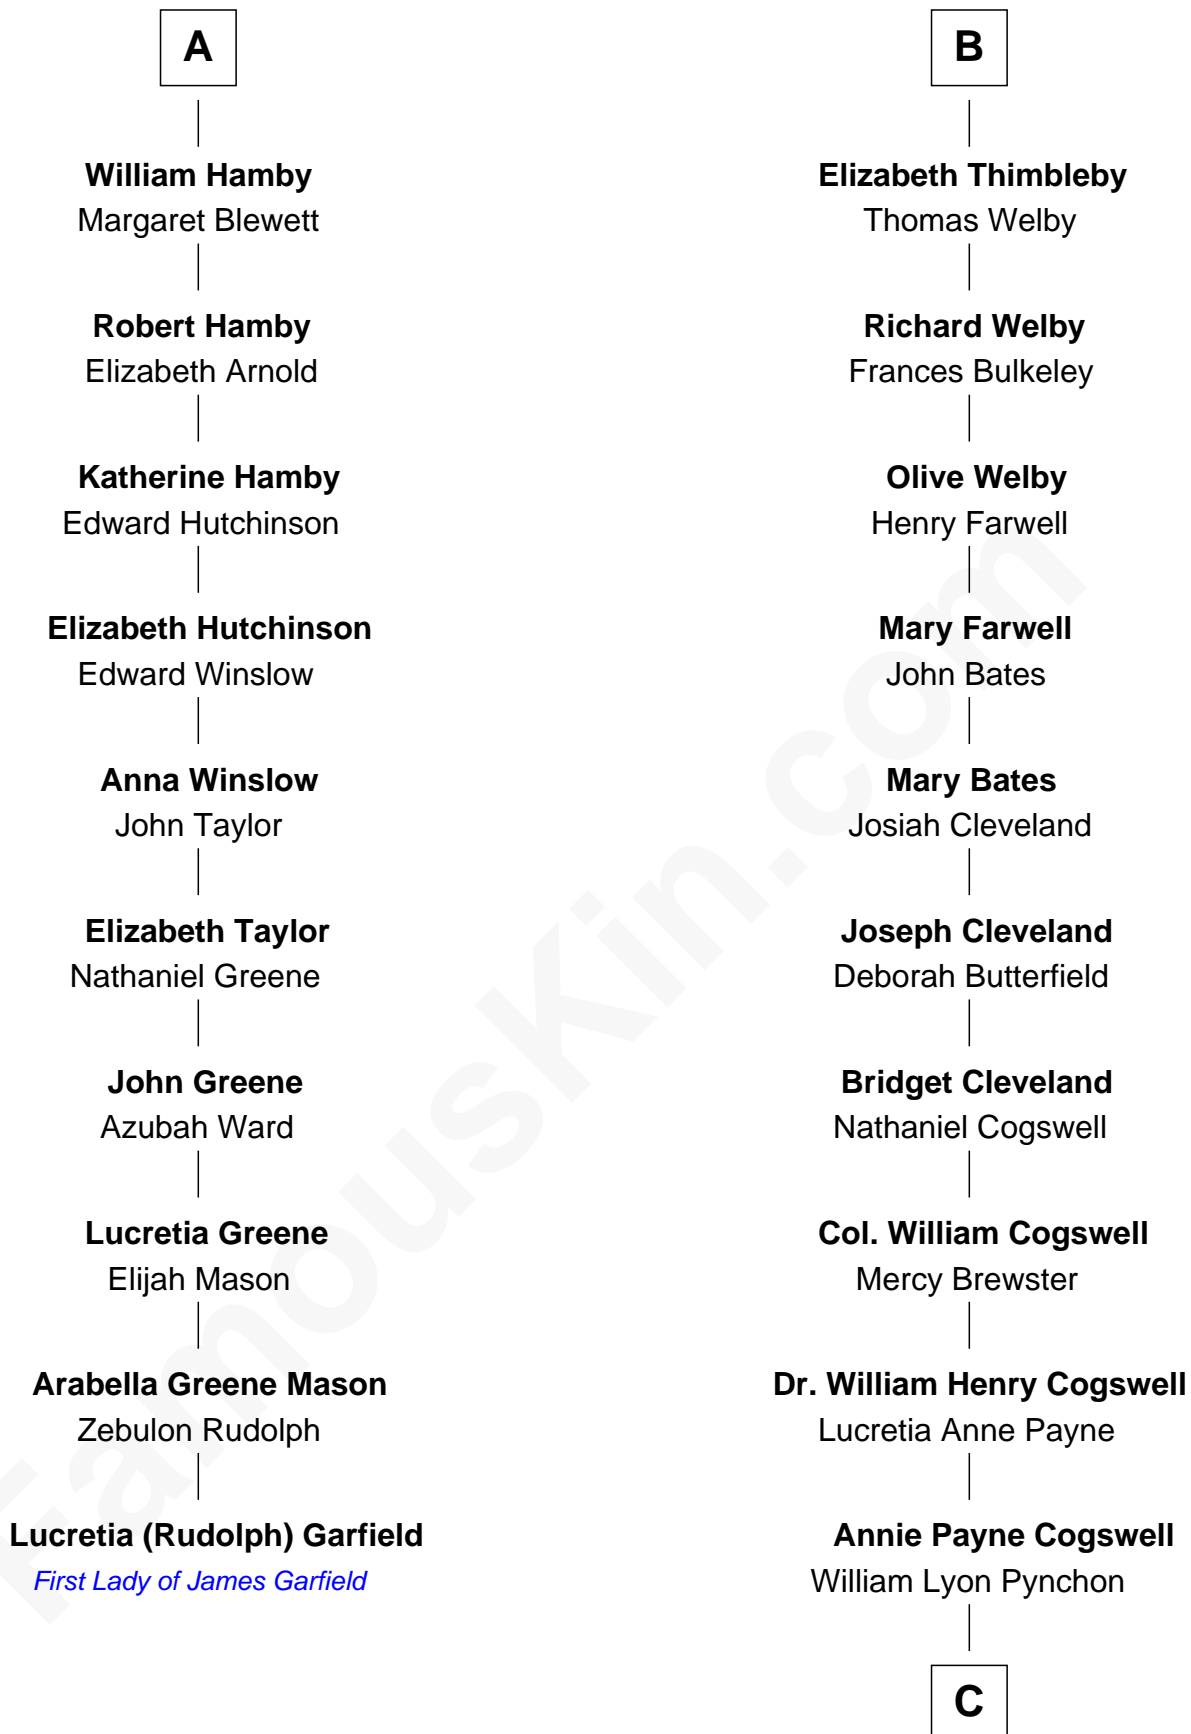 A
William Hamby
Margaret Blewett
Robert Hamby
Elizabeth Arnold
Katherine Hamby
Edward Hutchinson
Elizabeth Hutchinson
Edward Winslow
Anna Winslow
John Taylor
Elizabeth Taylor
Nathaniel Greene
John Greene
Azubah Ward
Lucretia Greene
Elijah Mason
Arabella Greene Mason
Zebulon Rudolph
Lucretia (Rudolph) Garfield
First Lady of James Garfield
B
Elizabeth Thimbleby
Thomas Welby
Richard Welby
Frances Bulkeley
Olive Welby
Henry Farwell
Mary Farwell
John Bates
Mary Bates
Josiah Cleveland
Joseph Cleveland
Deborah Butterfield
Bridget Cleveland
Nathaniel Cogswell
Col. William Cogswell
Mercy Brewster
Dr. William Henry Cogswell
Lucretia Anne Payne
Annie Payne Cogswell
William Lyon Pynchon
C
FamousKin.com